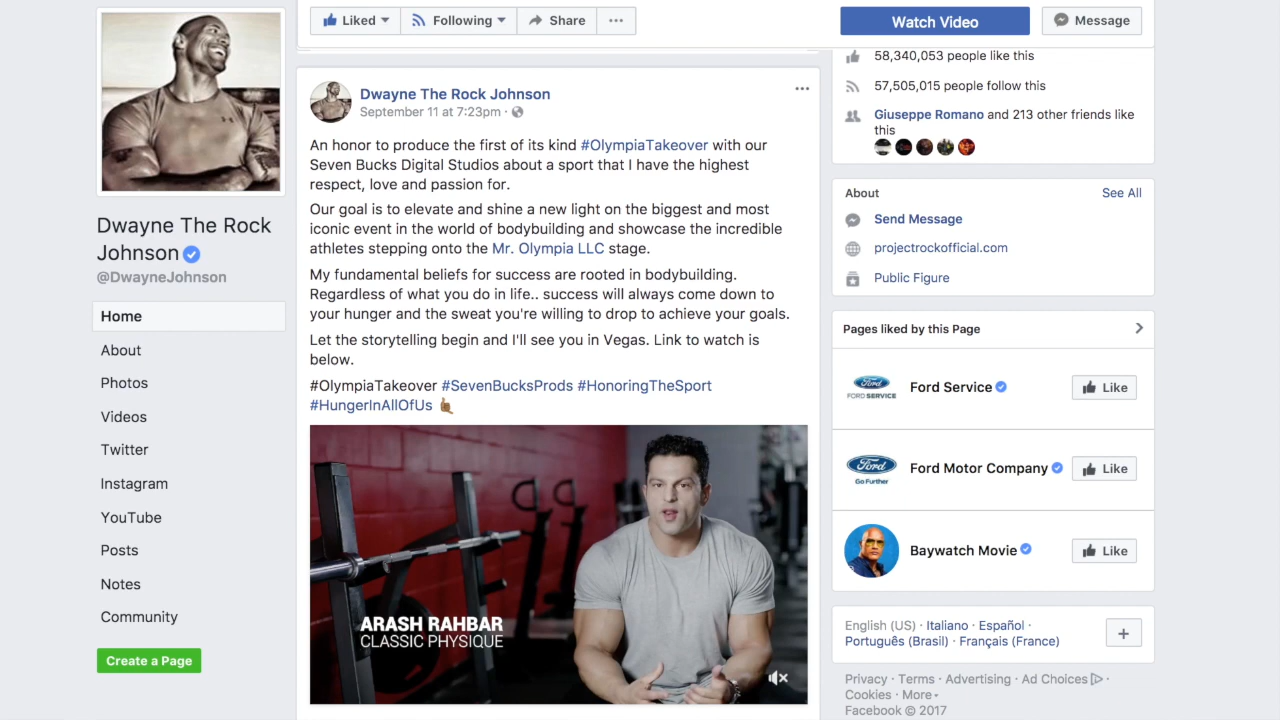 Liked
Following
Share
Watch Video
Message
Dwayne The Rock
Johnson
@DwayneJohnson
Home
About
Photos
Videos
Twitter
Instagram
YouTube
Posts
Notes
Community
Create a Page
Dwayne The Rock Johnson
September 11 at 7:23pm ·
An honor to produce the first of its kind #OlympiaTakeover with our
Seven Bucks Digital Studios about a sport that I have the highest
respect, love and passion for.
Our goal is to elevate and shine a new light on the biggest and most
iconic event in the world of bodybuilding and showcase the incredible
athletes stepping onto the Mr. Olympia LLC stage.
My fundamental beliefs for success are rooted in bodybuilding.
Regardless of what you do in life.. success will always come down to
your hunger and the sweat you're willing to drop to achieve your goals.
Let the storytelling begin and I'll see you in Vegas. Link to watch is
below.
#OlympiaTakeover #SevenBucksProds #HonoringTheSport
#HungerInAllOfUs
ARASH RAHBAR
CLASSIC PHYSIQUE
58,340,053 people like this
57,505,015 people follow this
Giuseppe Romano and 213 other friends like
this
About
See All
Send Message
projectrockofficial.com
Public Figure
Pages liked by this Page
Ford
FORD SERVICE
Ford Service
Like
Ford
Go Further
Ford Motor Company
Like
Baywatch Movie
Like
English (US) · Italiano · Español ·
Português (Brasil) · Français (France)
Privacy · Terms · Advertising · Ad Choices ·
Cookies · More
Facebook © 2017